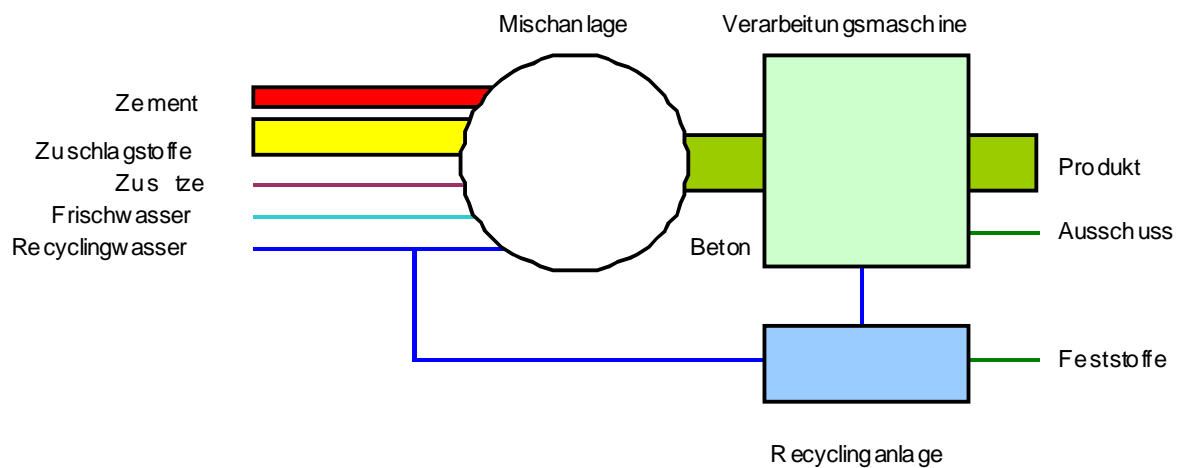 Mischanlage
Verarbeitungsmaschine
Zement
Zuschlagstoffe
Zus tze
Frischwasser
Recyclingwasser
Beton
Produkt
Ausschuss
Feststoffe
Recyclinganlage